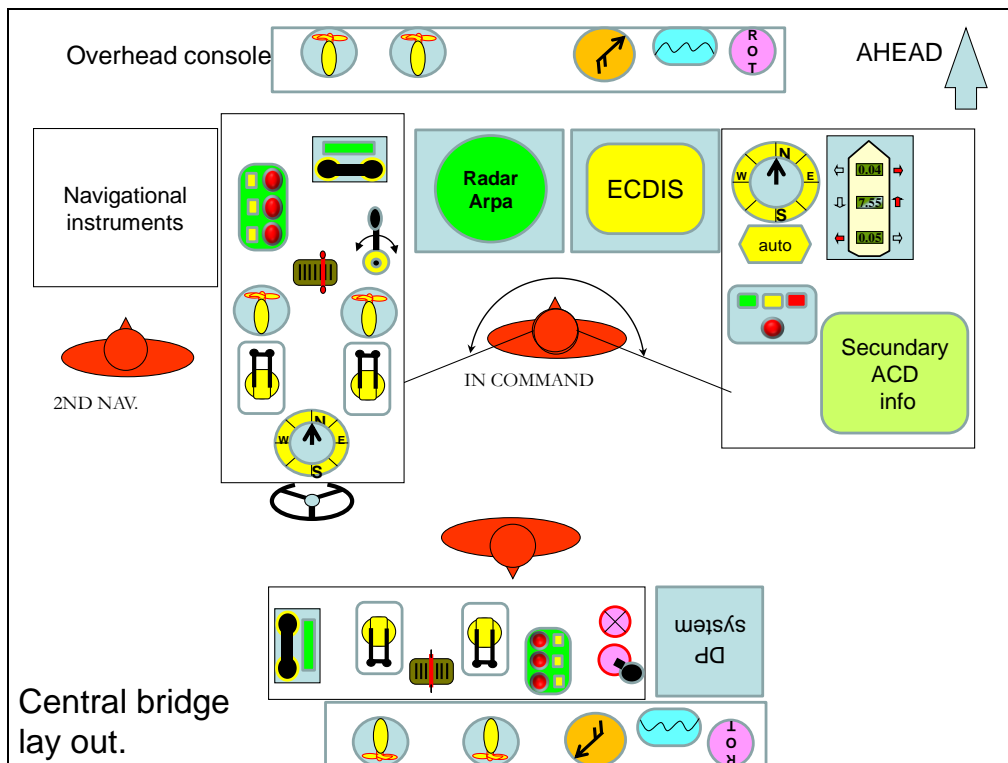 Overhead console
R
O
T
AHEAD
Navigational
instruments
Radar
Arpa
ECDIS
N
W
E
S
auto
0.04
7.55
0.05
Secundary
ACD
info
2ND NAV.
IN COMMAND
N
W
E
S
DP
system
Central bridge
lay out.
R
O
T